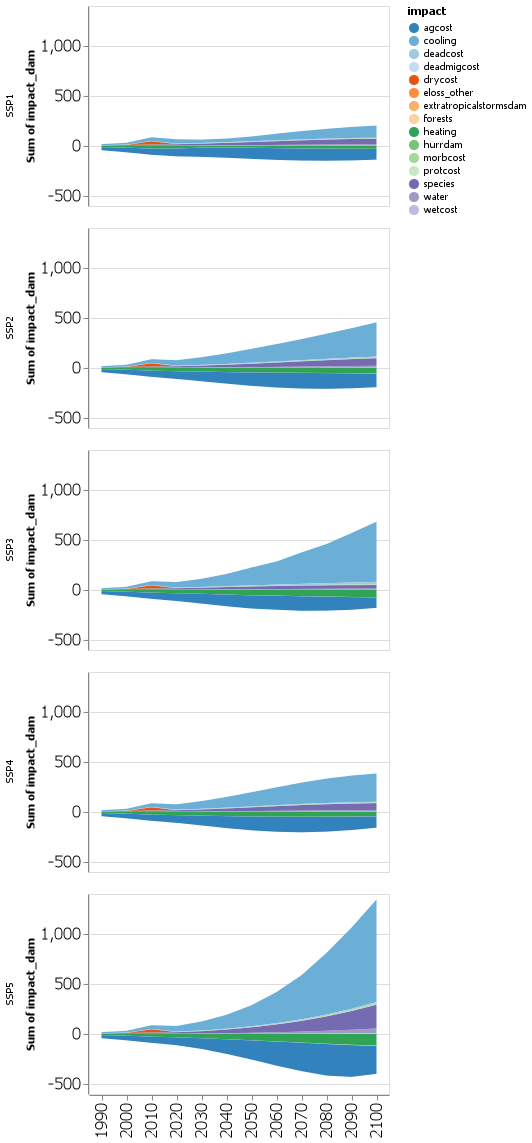 impact
agcost
cooling
deadcost
deadmigcost
drycost
eloss_other
extratropicalstormsdam
forests
heating
hurrdam
morbcost
protcost
species
water
wetcost
SSP1
Sum of impact_dam
1,000
500
0
-500
SSP2
Sum of impact_dam
1,000
500
0
-500
SSP3
Sum of impact_dam
1,000
500
0
-500
SSP4
Sum of impact_dam
1,000
500
0
-500
SSP5
Sum of impact_dam
1,000
500
0
-500
1990
2000
2010
2020
2030
2040
2050
2060
2070
2080
2090
2100